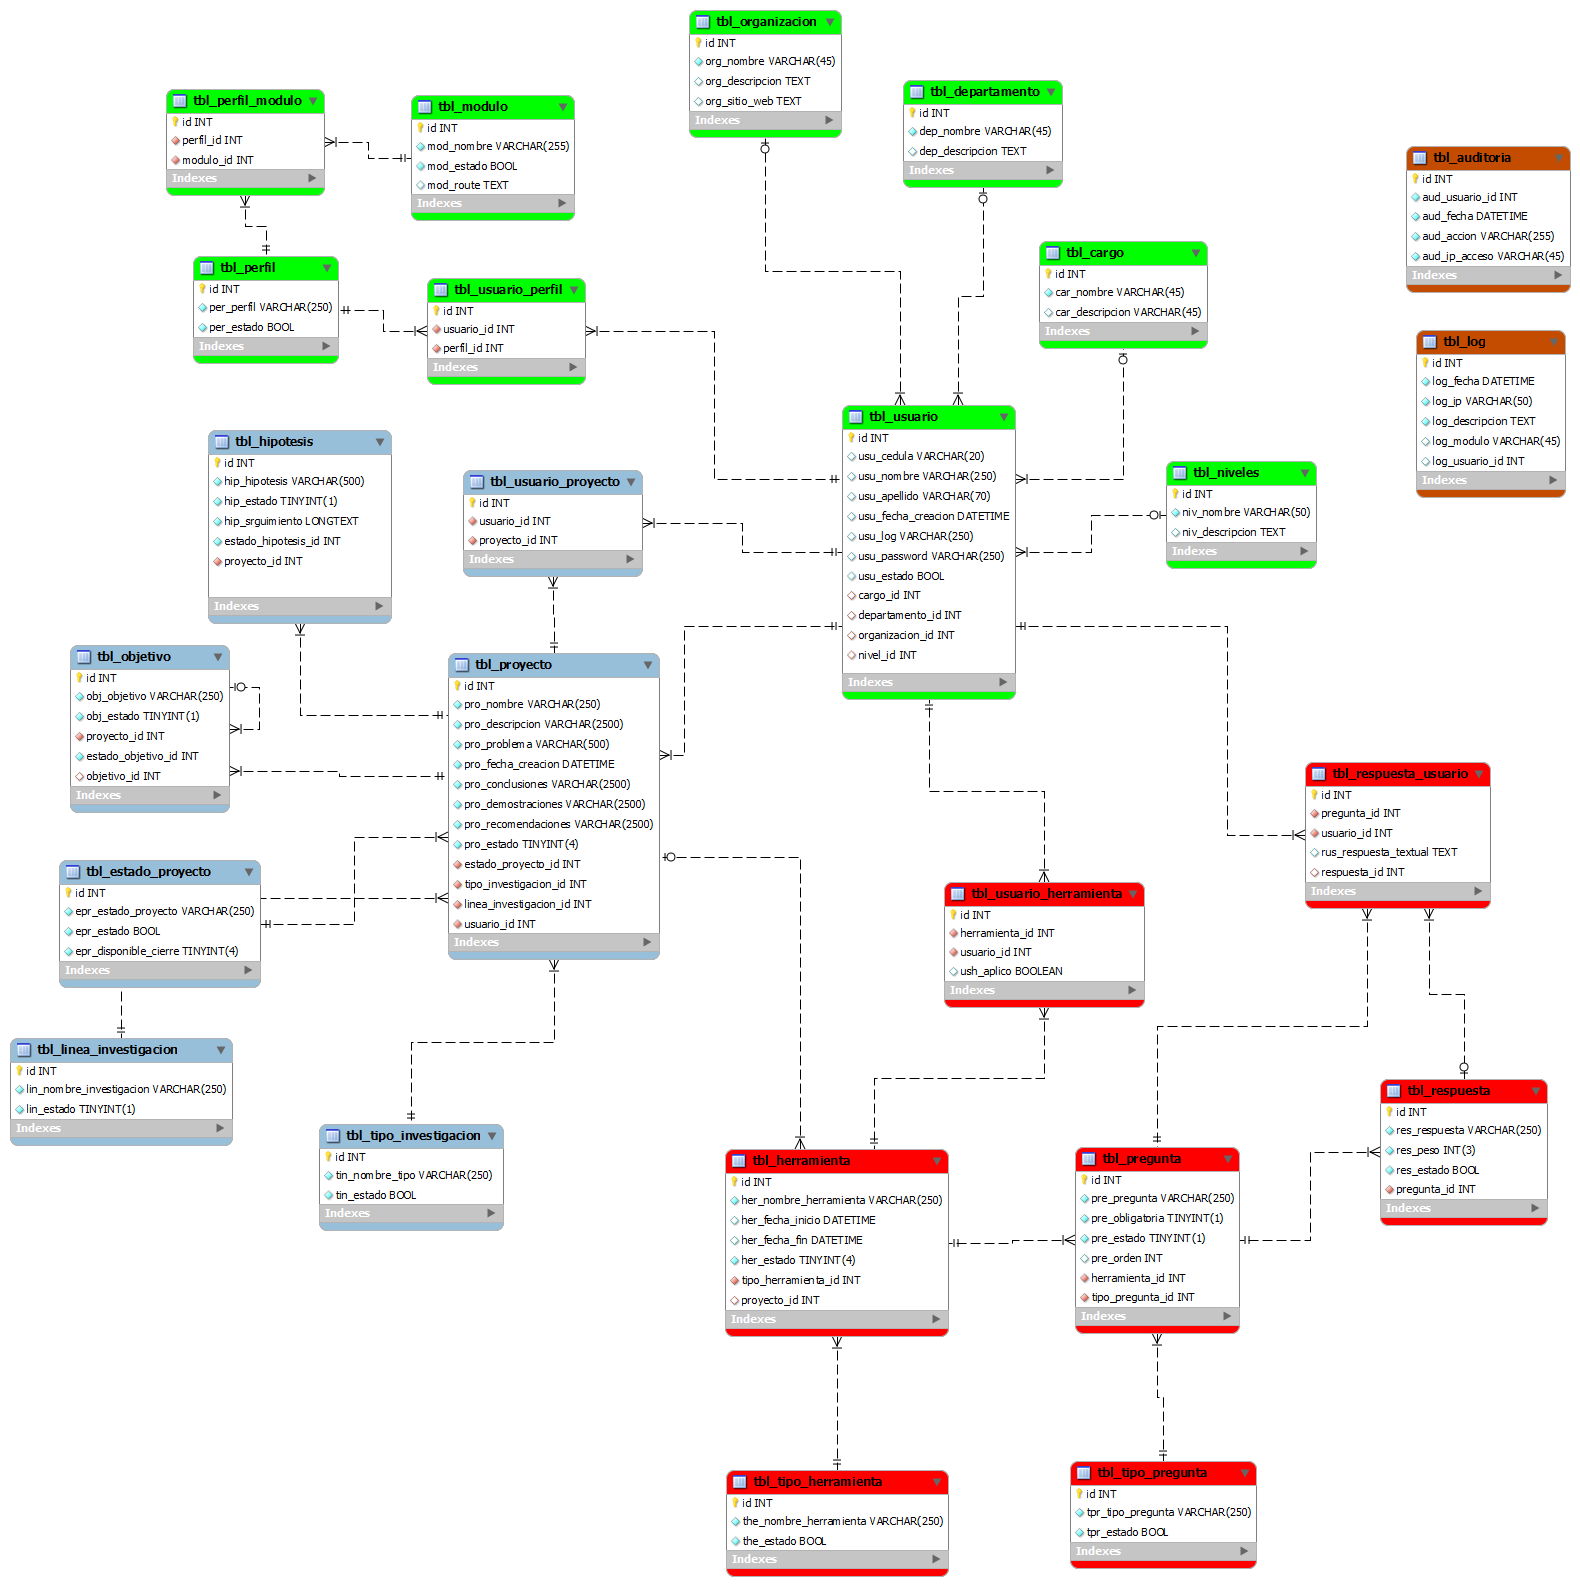 tbl_organizacion
id INT
org_nombre VARCHAR(45)
org_descripcion TEXT
org_sitio_web TEXT
Indexes
tbl_departamento
id INT
dep_nombre VARCHAR(45)
dep_descripcion TEXT
Indexes
tbl_perfil_modulo
id INT
perfil_id INT
modulo_id INT
Indexes
tbl_modulo
id INT
mod_nombre VARCHAR(255)
mod_estado BOOL
mod_route TEXT
Indexes
tbl_auditoria
id INT
aud_usuario_id INT
aud_fecha DATETIME
aud_accion VARCHAR(255)
aud_ip_acceso VARCHAR(45)
Indexes
tbl_perfil
id INT
per_perfil VARCHAR(250)
per_estado BOOL
Indexes
tbl_usuario_perfil
id INT
usuario_id INT
perfil_id INT
Indexes
tbl_cargo
id INT
car_nombre VARCHAR(45)
car_descripcion VARCHAR(45)
Indexes
tbl_log
id INT
log_fecha DATETIME
log_ip VARCHAR(50)
log_descripcion TEXT
log_modulo VARCHAR(45)
log_usuario_id INT
Indexes
tbl_usuario
id INT
usu_cedula VARCHAR(20)
usu_nombre VARCHAR(250)
usu_apellido VARCHAR(70)
usu_fecha_creacion DATETIME
usu_log VARCHAR(250)
usu_password VARCHAR(250)
usu_estado BOOL
cargo_id INT
departamento_id INT
organizacion_id INT
nivel_id INT
Indexes
tbl_niveles
id INT
niv_nombre VARCHAR(50)
niv_descripcion TEXT
Indexes
tbl_hipotesis
id INT
hip_hipotesis VARCHAR(500)
hip_estado TINYINT(1)
hip_srguimiento LONGTEXT
estado_hipotesis_id INT
proyecto_id INT
Indexes
tbl_usuario_proyecto
id INT
usuario_id INT
proyecto_id INT
Indexes
tbl_objetivo
id INT
obj_objetivo VARCHAR(250)
obj_estado TINYINT(1)
proyecto_id INT
estado_objetivo_id INT
objetivo_id INT
Indexes
tbl_proyecto
id INT
pro_nombre VARCHAR(250)
pro_descripcion VARCHAR(2500)
pro_problema VARCHAR(500)
pro_fecha_creacion DATETIME
pro_conclusiones VARCHAR(2500)
pro_demostraciones VARCHAR(2500)
pro_recomendaciones VARCHAR(2500)
pro_estado TINYINT(4)
estado_proyecto_id INT
tipo_investigacion_id INT
linea_investigacion_id INT
usuario_id INT
Indexes
tbl_respuesta_usuario
id INT
pregunta_id INT
usuario_id INT
rus_respuesta_textual TEXT
respuesta_id INT
Indexes
tbl_estado_proyecto
id INT
epr_estado_proyecto VARCHAR(250)
epr_estado BOOL
epr_disponible_cierre TINYINT(4)
Indexes
tbl_usuario_herramienta
id INT
herramienta_id INT
usuario_id INT
ush_aplico BOOLEAN
Indexes
tbl_linea_investigacion
id INT
lin_nombre_investigacion VARCHAR(250)
lin_estado TINYINT(1)
Indexes
tbl_tipo_investigacion
id INT
tin_nombre_tipo VARCHAR(250)
tin_estado BOOL
Indexes
tbl_respuesta
id INT
res_respuesta VARCHAR(250)
res_peso INT(3)
res_estado BOOL
pregunta_id INT
Indexes
tbl_herramienta
id INT
her_nombre_herramienta VARCHAR(250)
her_fecha_inicio DATETIME
her_fecha_fin DATETIME
her_estado TINYINT(4)
tipo_herramienta_id INT
proyecto_id INT
Indexes
tbl_pregunta
id INT
pre_pregunta VARCHAR(250)
pre_obligatoria TINYINT(1)
pre_estado TINYINT(1)
pre_orden INT
herramienta_id INT
tipo_pregunta_id INT
Indexes
tbl_tipo_herramienta
id INT
the_nombre_herramienta VARCHAR(250)
the_estado BOOL
Indexes
tbl_tipo_pregunta
id INT
tpr_tipo_pregunta VARCHAR(250)
tpr_estado BOOL
Indexes